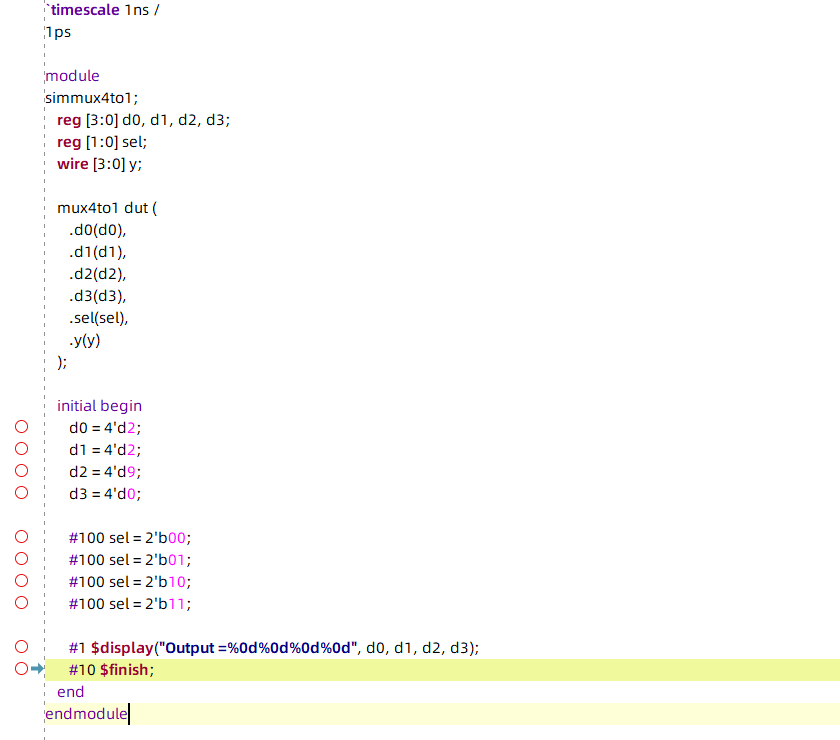 `timescale 1ns /
1ps
module
simmux4to1;
reg [3:0] d0, d1, d2, d3;
reg [1:0] sel;
wire [3:0] y;
mux4to1 dut (
.d0(d0),
.d1(d1),
.d2(d2),
.d3(d3),
.sel(sel),
.y(y)
);
initial begin
d0 = 4'd2;
d1 = 4'd2;
d2 = 4'd9;
d3 = 4'd0;
#100 sel = 2'b00;
#100 sel = 2'b01;
#100 sel = 2'b10;
#100 sel = 2'b11;
#1 $display("Output =%0d%0d%0d%0d", d0, d1, d2, d3);
#10 $finish;
end
endmodule